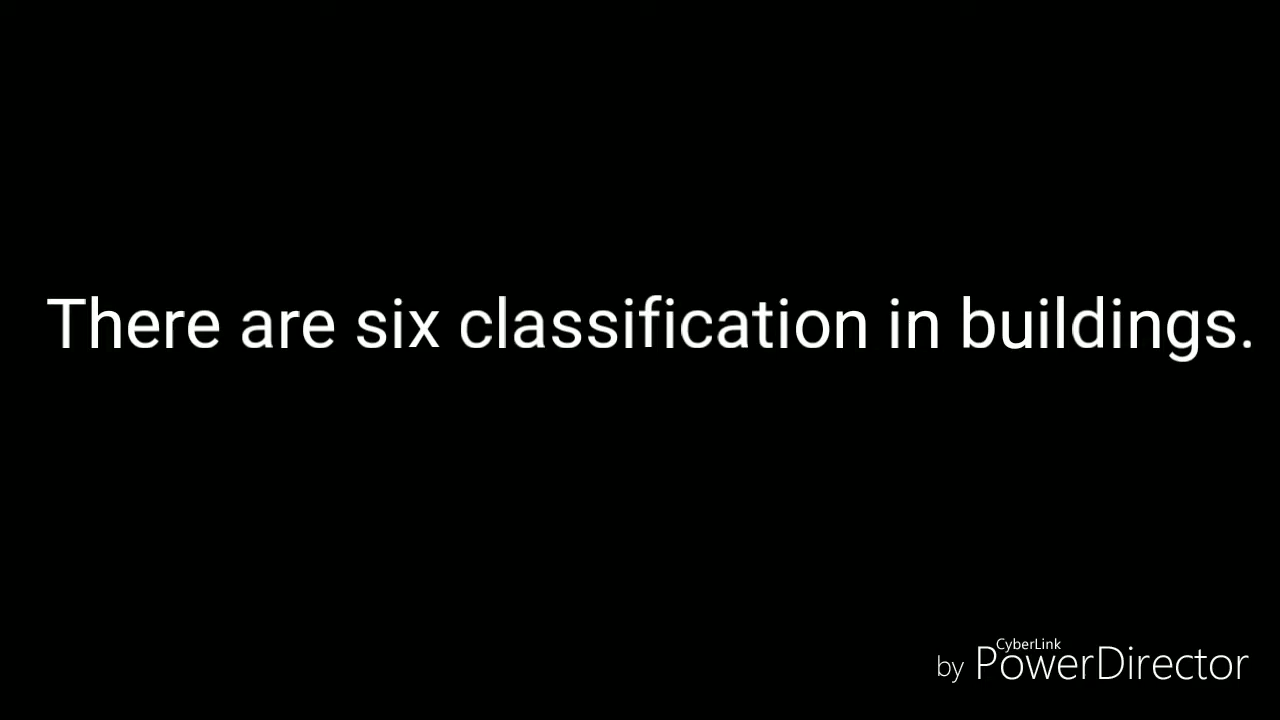 There are six classification in buildings.
CyberLink
by PowerDirector